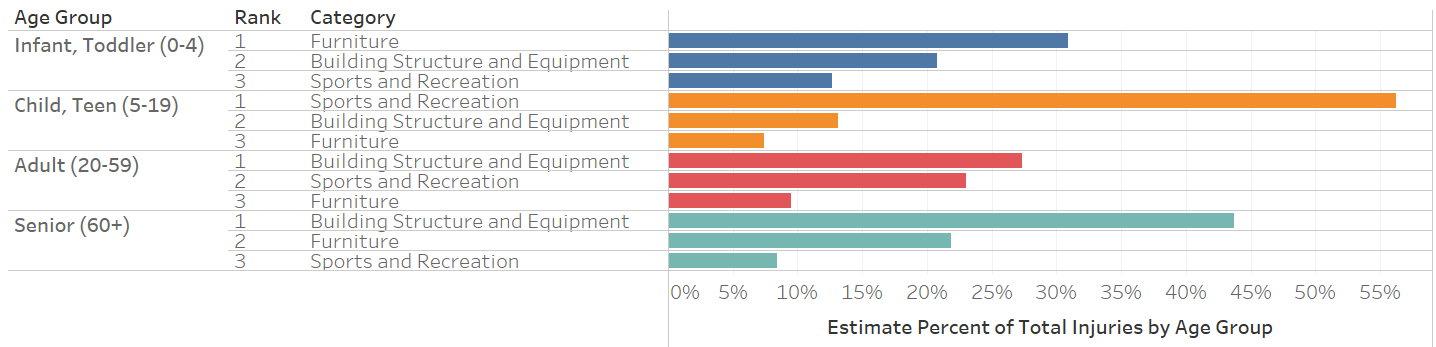 Age Group Rank Category
Infant, Toddler (0-4) 1 Furniture
2 Building Structure and Equipment
3 Sports and Recreation
Child, Teen (5-19) 1 Sports and Recreation
2 Building Structure and Equipment
3 Furniture
Adult (20-59) 1 Building Structure and Equipment
2 Sports and Recreation
3 Furniture
Senior (60+) 1 Building Structure and Equipment
2 Furniture
3 Sports and Recreation
0% 5% 10% 15% 20% 25% 30% 35% 40% 45% 50% 55%
Estimate Percent of Total Injuries by Age Group